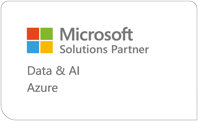 Microsoft
Solutions Partner
Data & AI
Azure